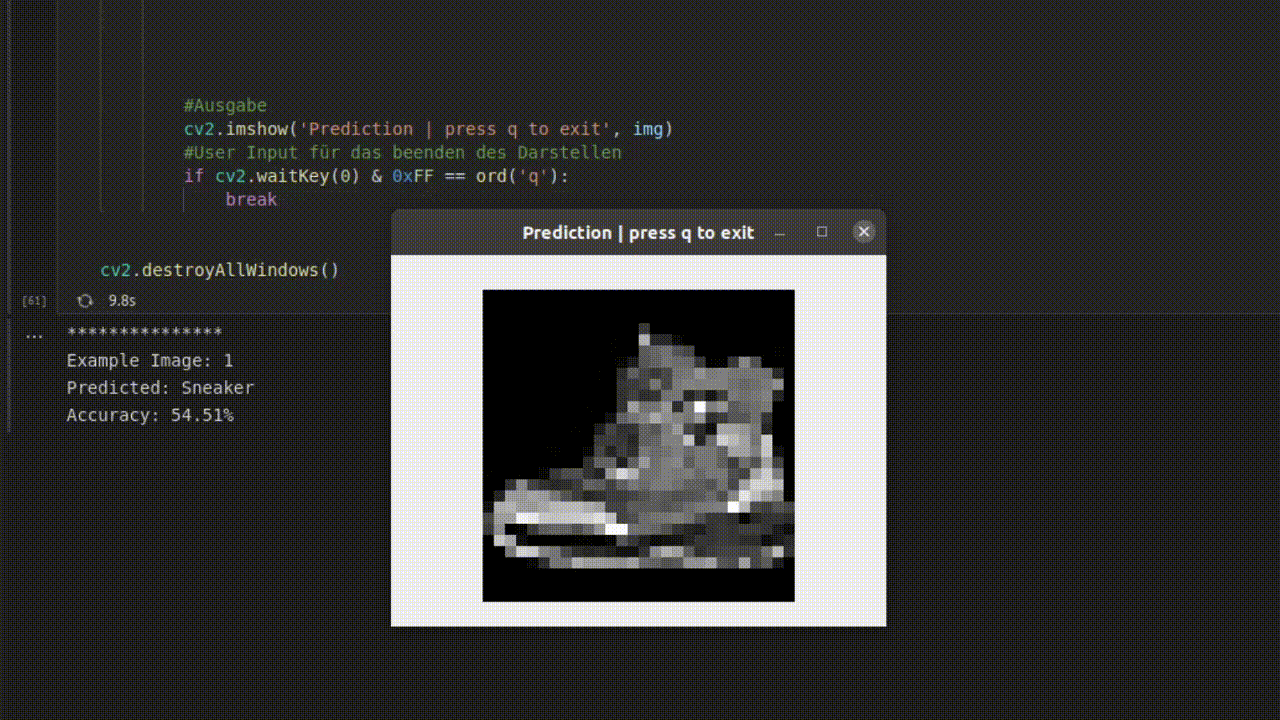 #Ausgabe
cv2.imshow('Prediction | press q to exit', img)
#User Input für das beenden des Darstellen
if cv2.waitKey(0) & 0xFF == ord('q'):
break
Prediction | press q to exit
cv2.destroyAllWindows()
[61] 9.8s
... ***************
Example Image: 1
Predicted: Sneaker
Accuracy: 54.51%